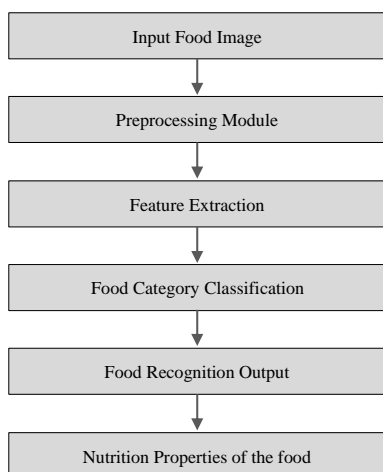 Input Food Image
Preprocessing Module
Feature Extraction
Food Category Classification
Food Recognition Output
Nutrition Properties of the food